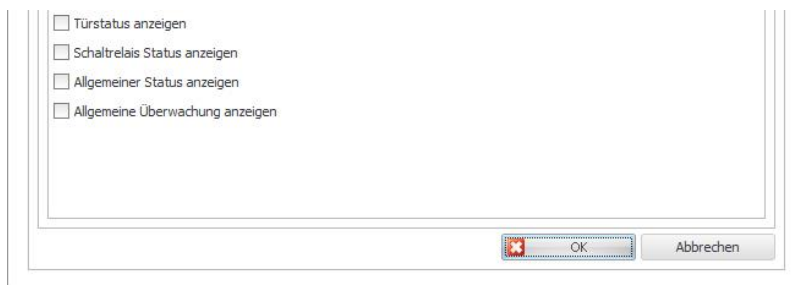 Türstatus anzeigen
Schaltrelais Status anzeigen
Allgemeiner Status anzeigen
Allgemeine Überwachung anzeigen
OK Abbrechen